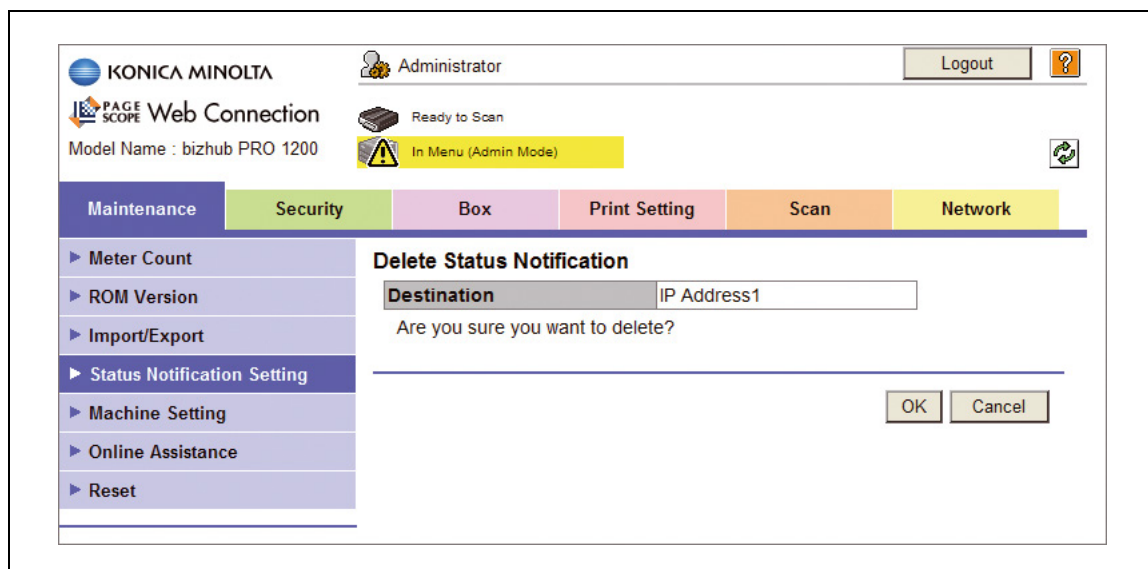 KONICA MINOLTA
Administrator
Logout
?
PAGE SCOPE Web Connection
Ready to Scan
Model Name : bizhub PRO 1200
In Menu (Admin Mode)
Maintenance
Security
Box
Print Setting
Scan
Network
Meter Count
ROM Version
Import/Export
Status Notification Setting
Machine Setting
Online Assistance
Reset
Delete Status Notification
Destination IP Address1
Are you sure you want to delete?
OK Cancel